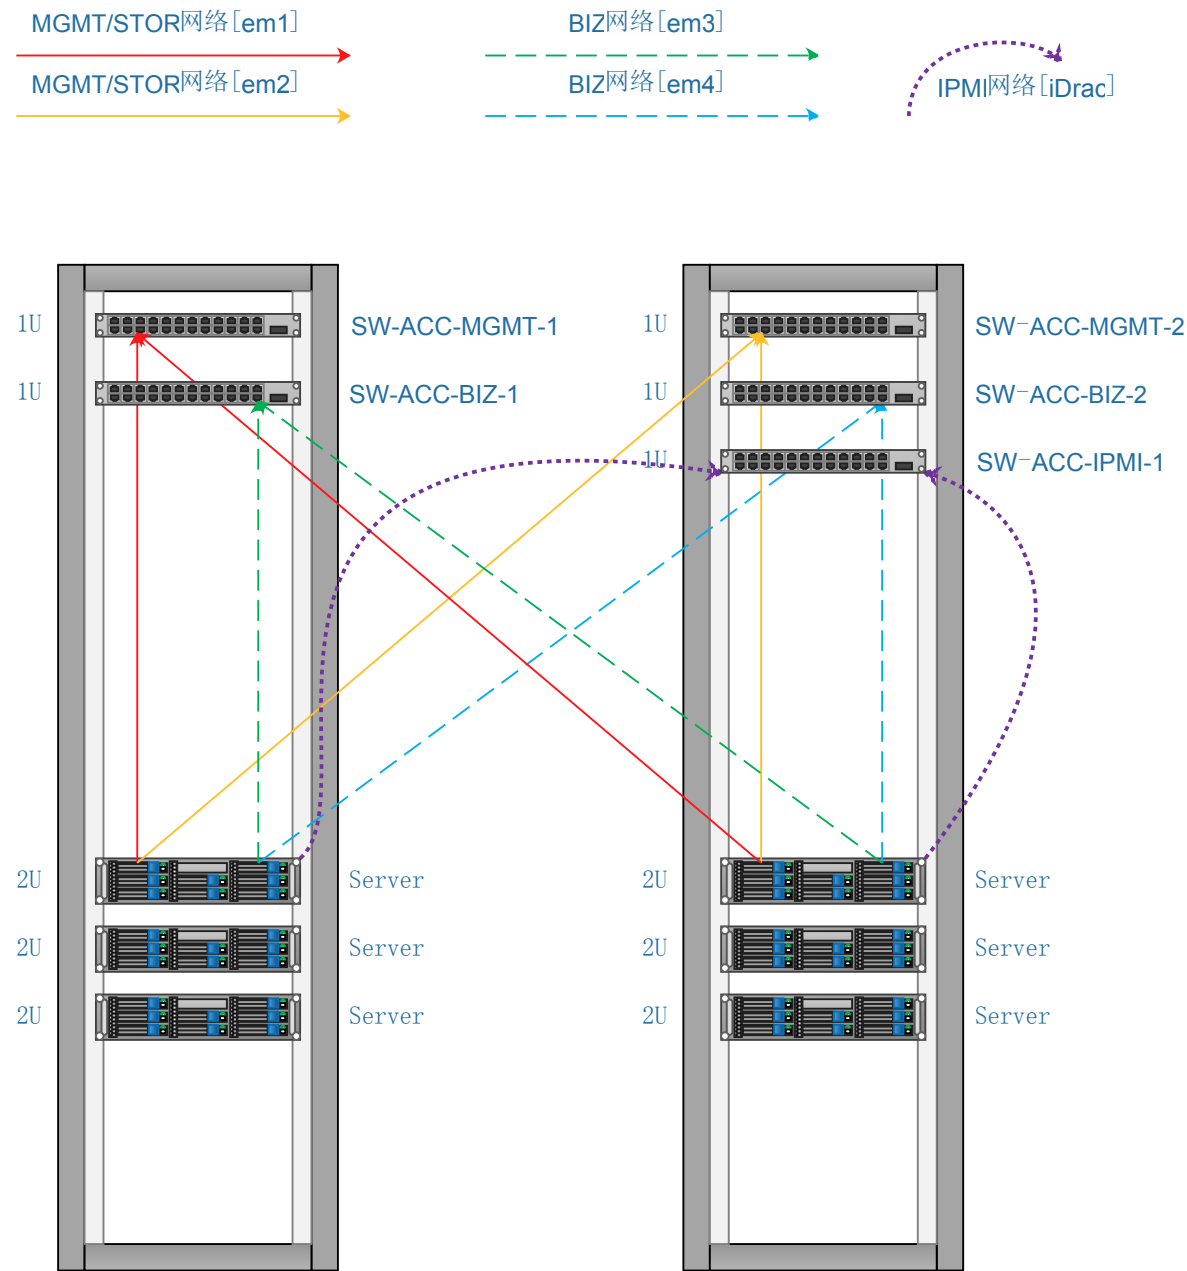 MGMT/STOR网络[em1]
BIZ网络[em3]
MGMT/STOR网络[em2]
BIZ网络[em4]
IPMI网络[iDrac]
1U
SW-ACC-MGMT-1
1U
SW-ACC-MGMT-2
1U
SW-ACC-BIZ-1
1U
SW-ACC-BIZ-2
1U
SW-ACC-IPMI-1
2U
Server
2U
Server
2U
Server
2U
Server
2U
Server
2U
Server